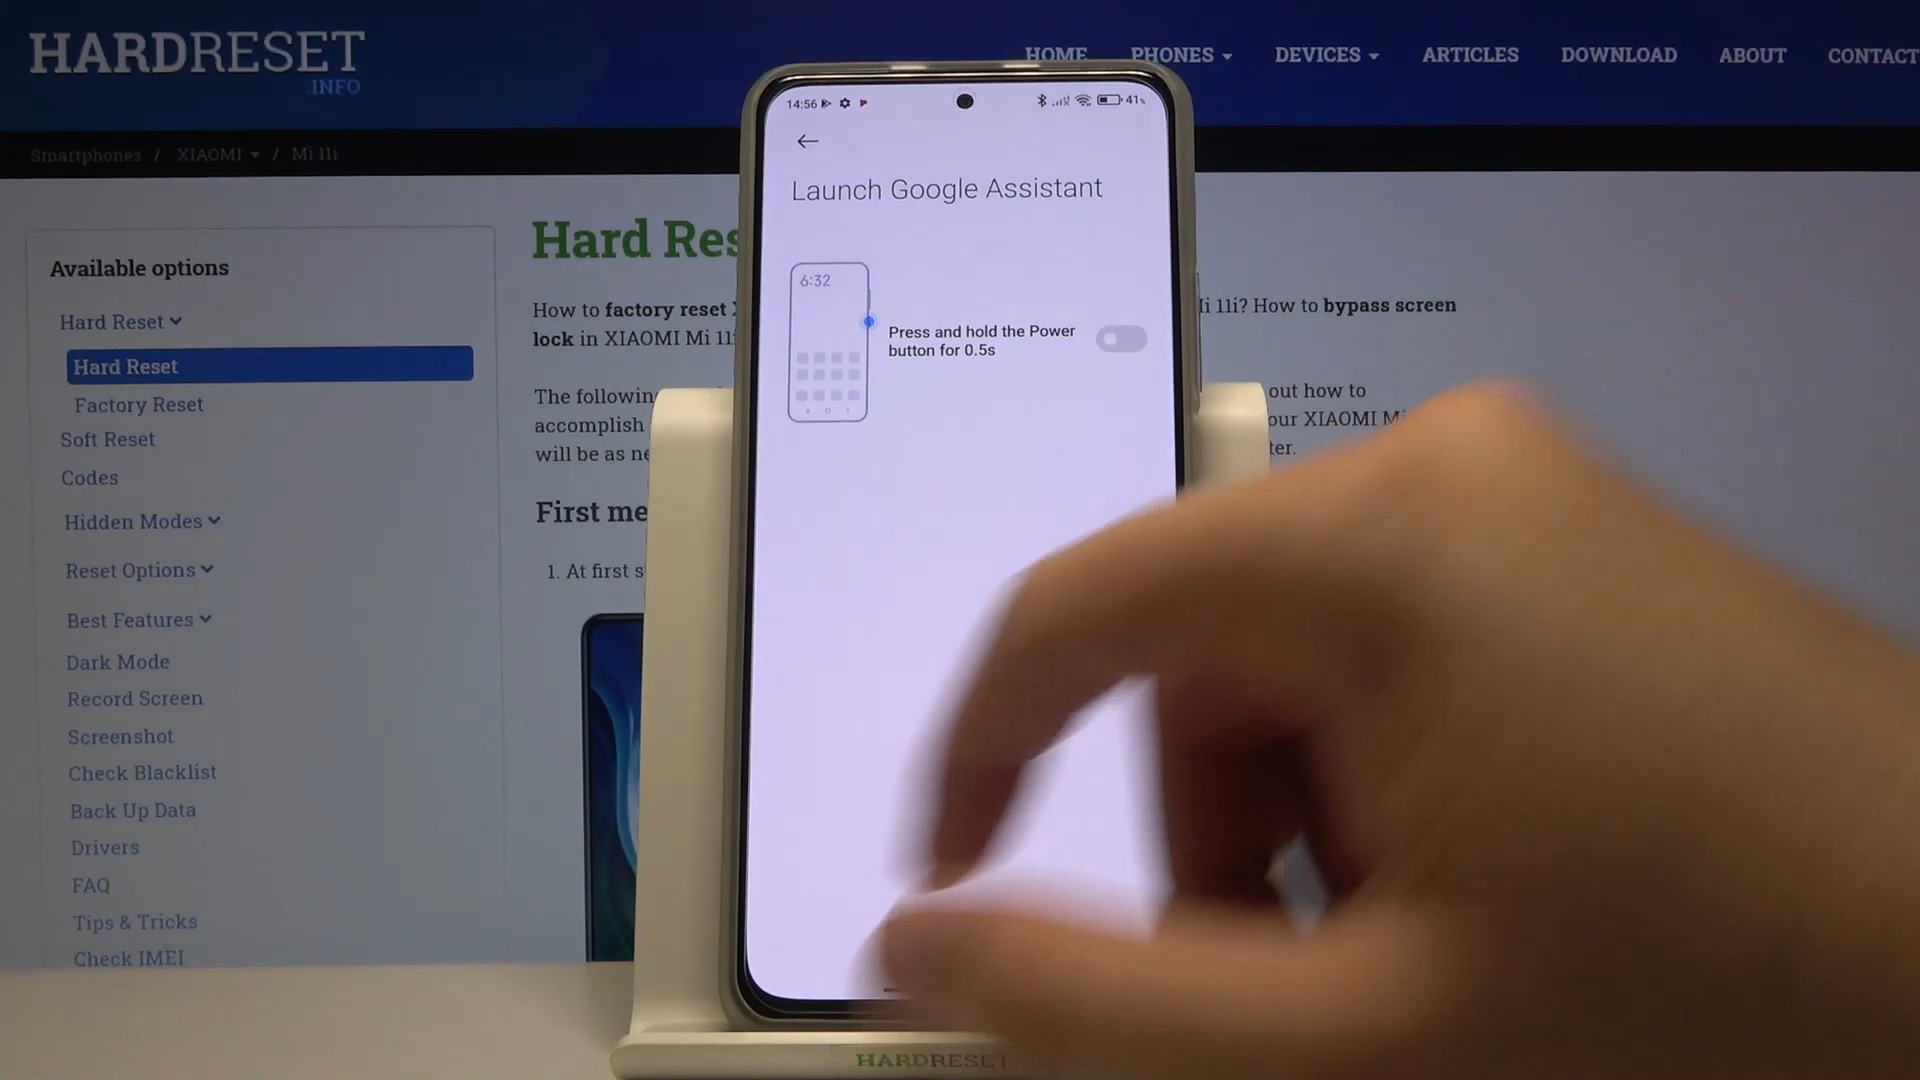 HARDRESET
.INFO
HOME PHONES DEVICES ARTICLES DOWNLOAD ABOUT CONTACT
Smartphones / XIAOMI / Mi 11i
Available options
Hard Reset
Hard Reset
Factory Reset
Soft Reset
Codes
Hidden Modes
Reset Options
Best Features
Dark Mode
Record Screen
Screenshot
Check Blacklist
Back Up Data
Drivers
FAQ
Tips & Tricks
Check IMEI
Hard Res
How to factory reset
lock in XIAOMI Mi 11i
i 11i? How to bypass screen
The following
accomplish
will be as ne
out how to
our XIAOMI M
ter.
First me
1. At first s
14:56 41%
Launch Google Assistant
6:32
Press and hold the Power
button for 0.5s
HARDRESET